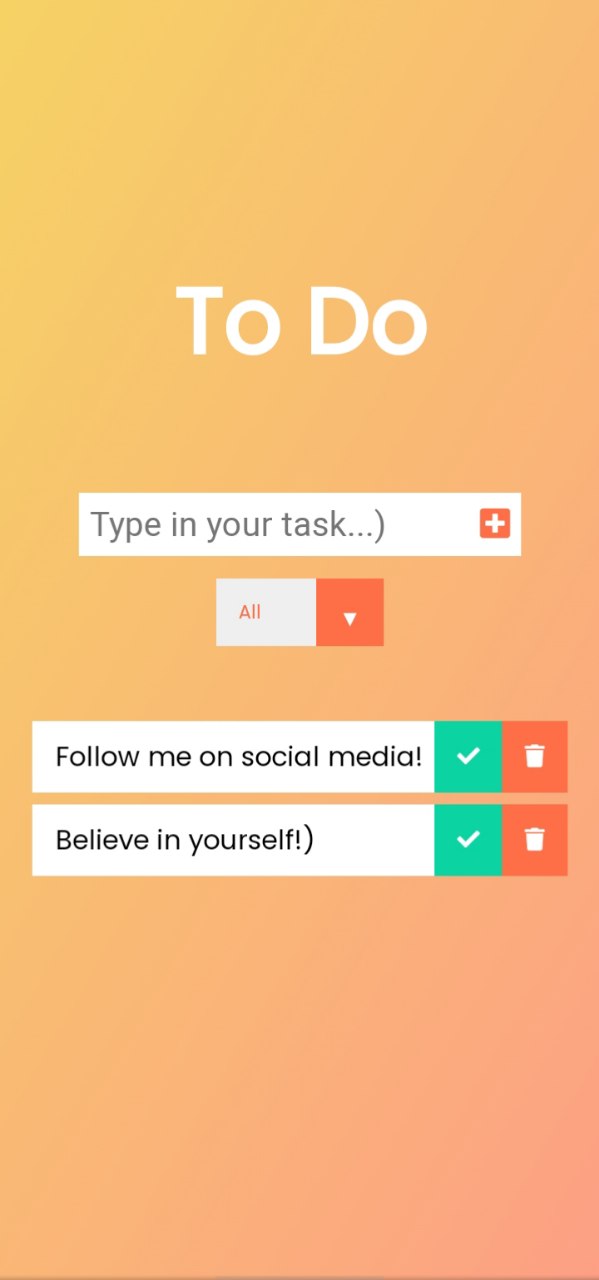 To Do
Type in your task...)
All
Follow me on social media!
Believe in yourself!)